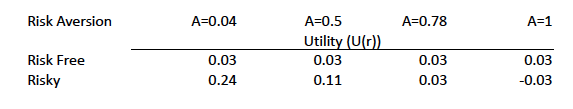 Risk Aversion A=0.04 A=0.5 A=0.78 A=1
Utility (U(r))
Risk Free 0.03 0.03 0.03 0.03
Risky 0.24 0.11 0.03 -0.03